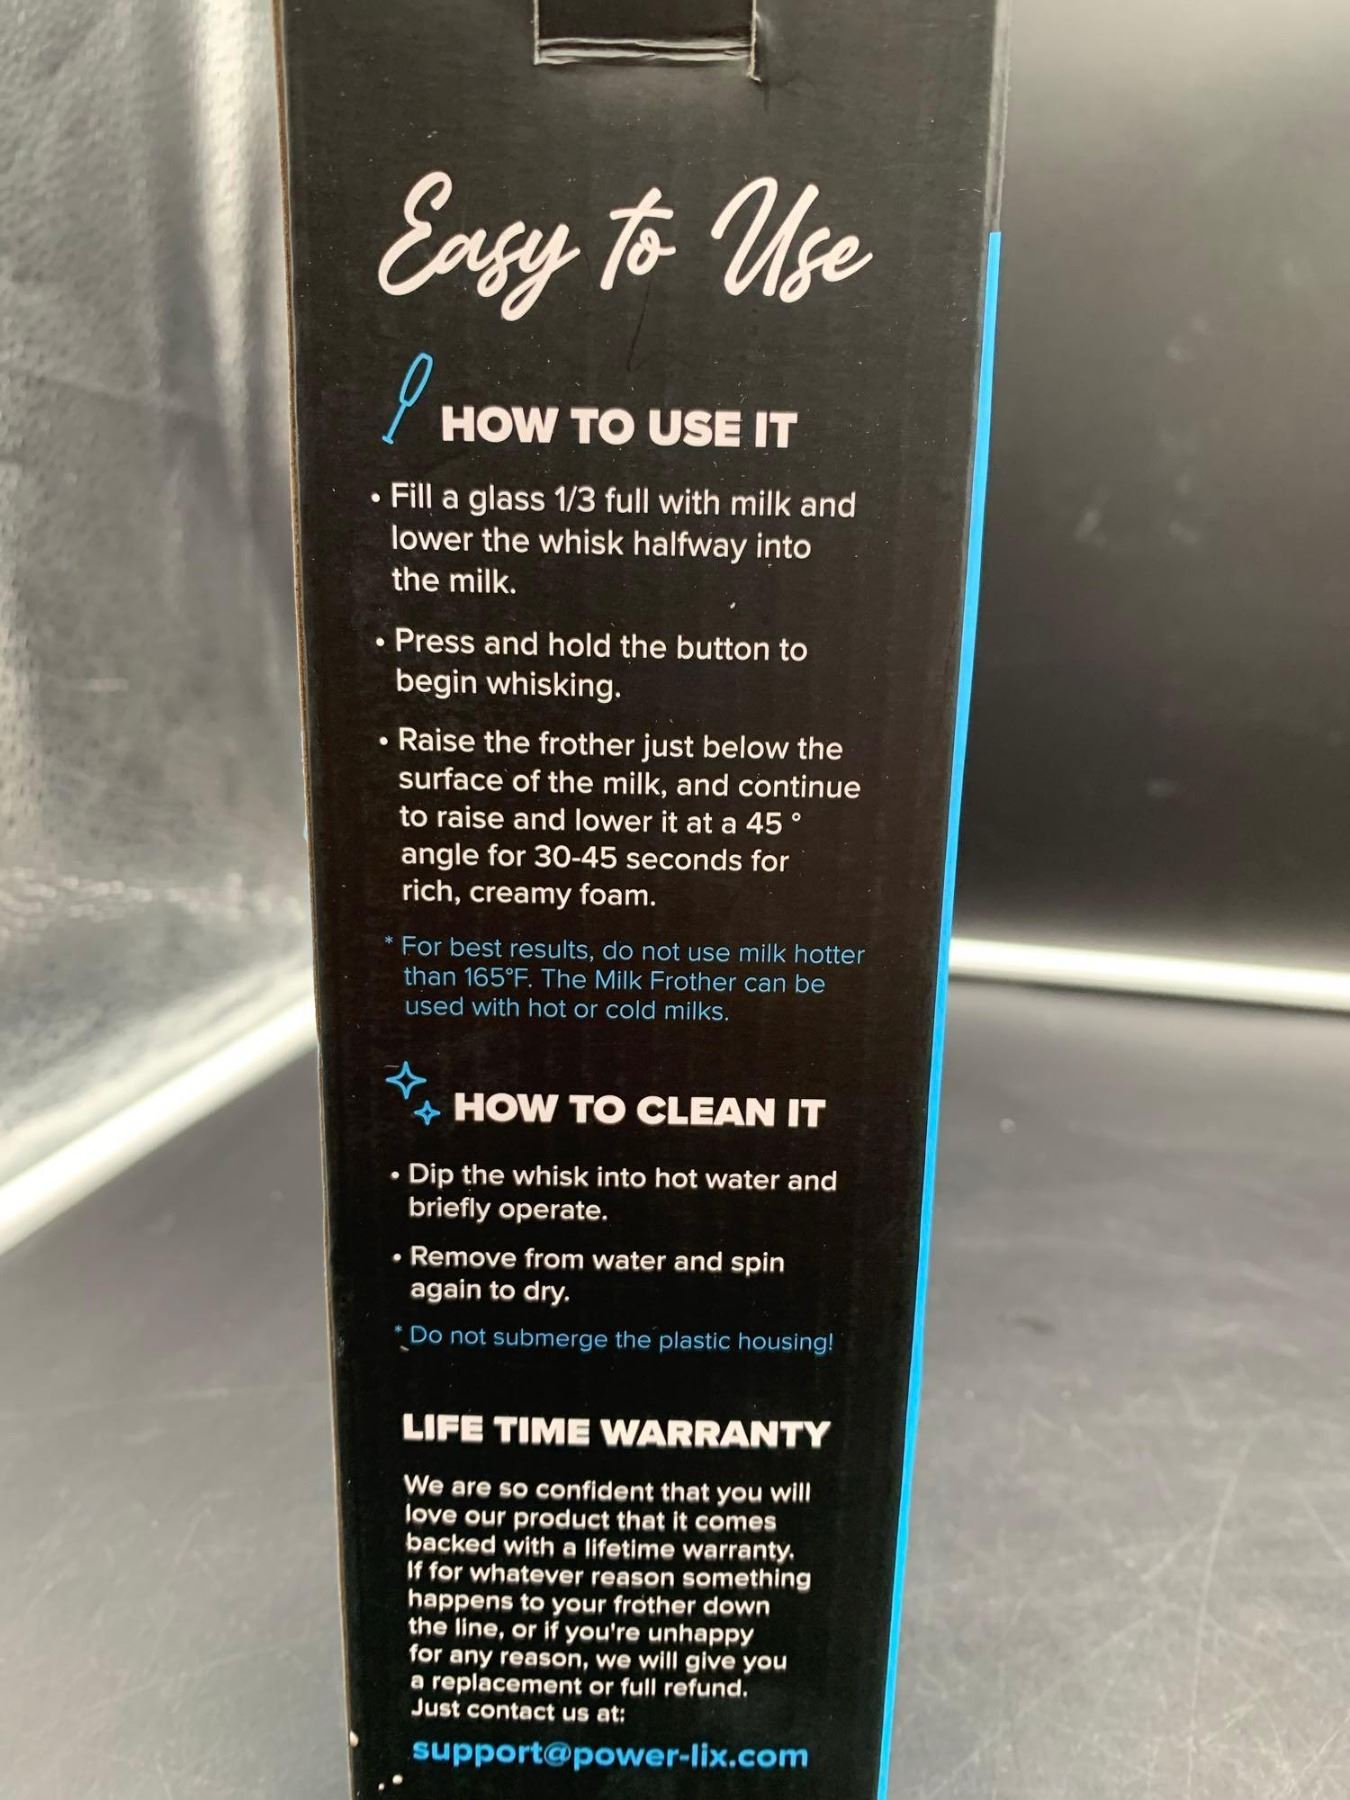 Easy to Use
HOW TO USE IT
• Fill a glass 1/3 full with milk and
lower the whisk halfway into
the milk.
• Press and hold the button to
begin whisking.
• Raise the frother just below the
surface of the milk, and continue
to raise and lower it at a 45 °
angle for 30-45 seconds for
rich, creamy foam.
* For best results, do not use milk hotter
than 165°F. The Milk Frother can be
used with hot or cold milks.
HOW TO CLEAN IT
• Dip the whisk into hot water and
briefly operate.
• Remove from water and spin
again to dry.
* Do not submerge the plastic housing!
LIFE TIME WARRANTY
We are so confident that you will
love our product that it comes
backed with a lifetime warranty.
If for whatever reason something
happens to your frother down
the line, or if you're unhappy
for any reason, we will give you
a replacement or full refund.
Just contact us at:
support@power-lix.com